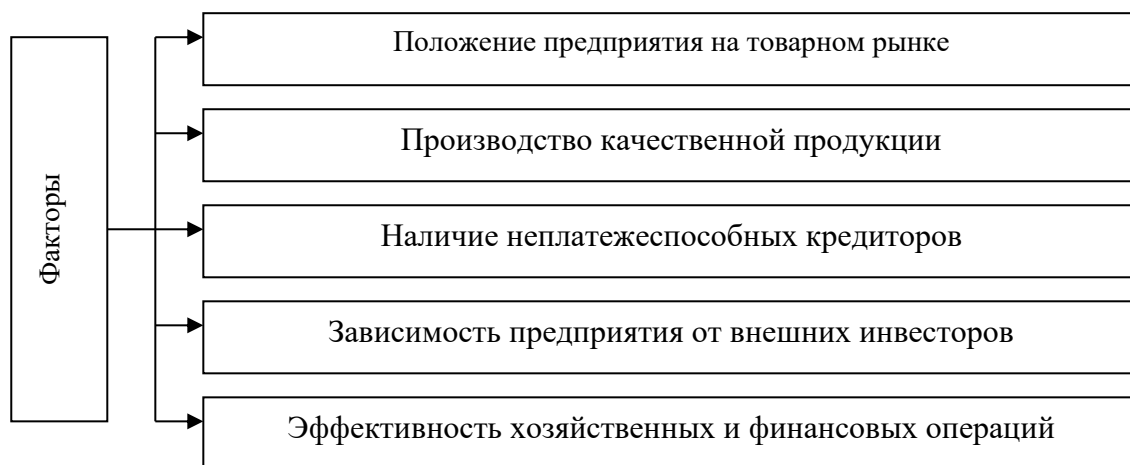 Факторы
Положение предприятия на товарном рынке
Производство качественной продукции
Наличие неплатежеспособных кредиторов
Зависимость предприятия от внешних инвесторов
Эффективность хозяйственных и финансовых операций